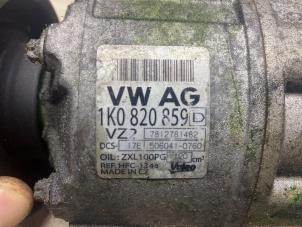 VW AG
1K0 820 859 D
VZ? 7812781482
DCS- 17E 506041-0760
OIL: ZXL100PG 120 cm³
REF. HFC-134a
MADE IN CZ Valeo